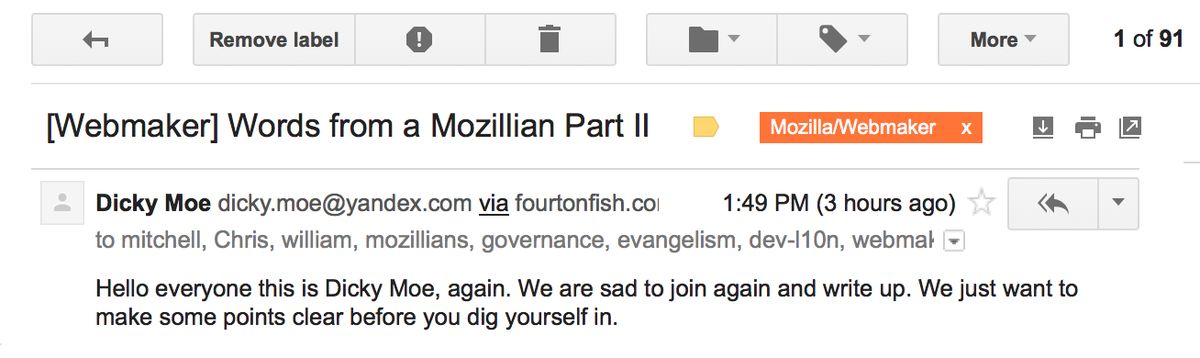 Remove label More 1 of 91
[Webmaker] Words from a Mozillian Part II Mozilla/Webmaker x
Dicky Moe dicky.moe@yandex.com via fourtonfish.co 1:49 PM (3 hours ago)
to mitchell, Chris, william, mozillians, governance, evangelism, dev-l10n, webmak
Hello everyone this is Dicky Moe, again. We are sad to join again and write up. We just want to
make some points clear before you dig yourself in.